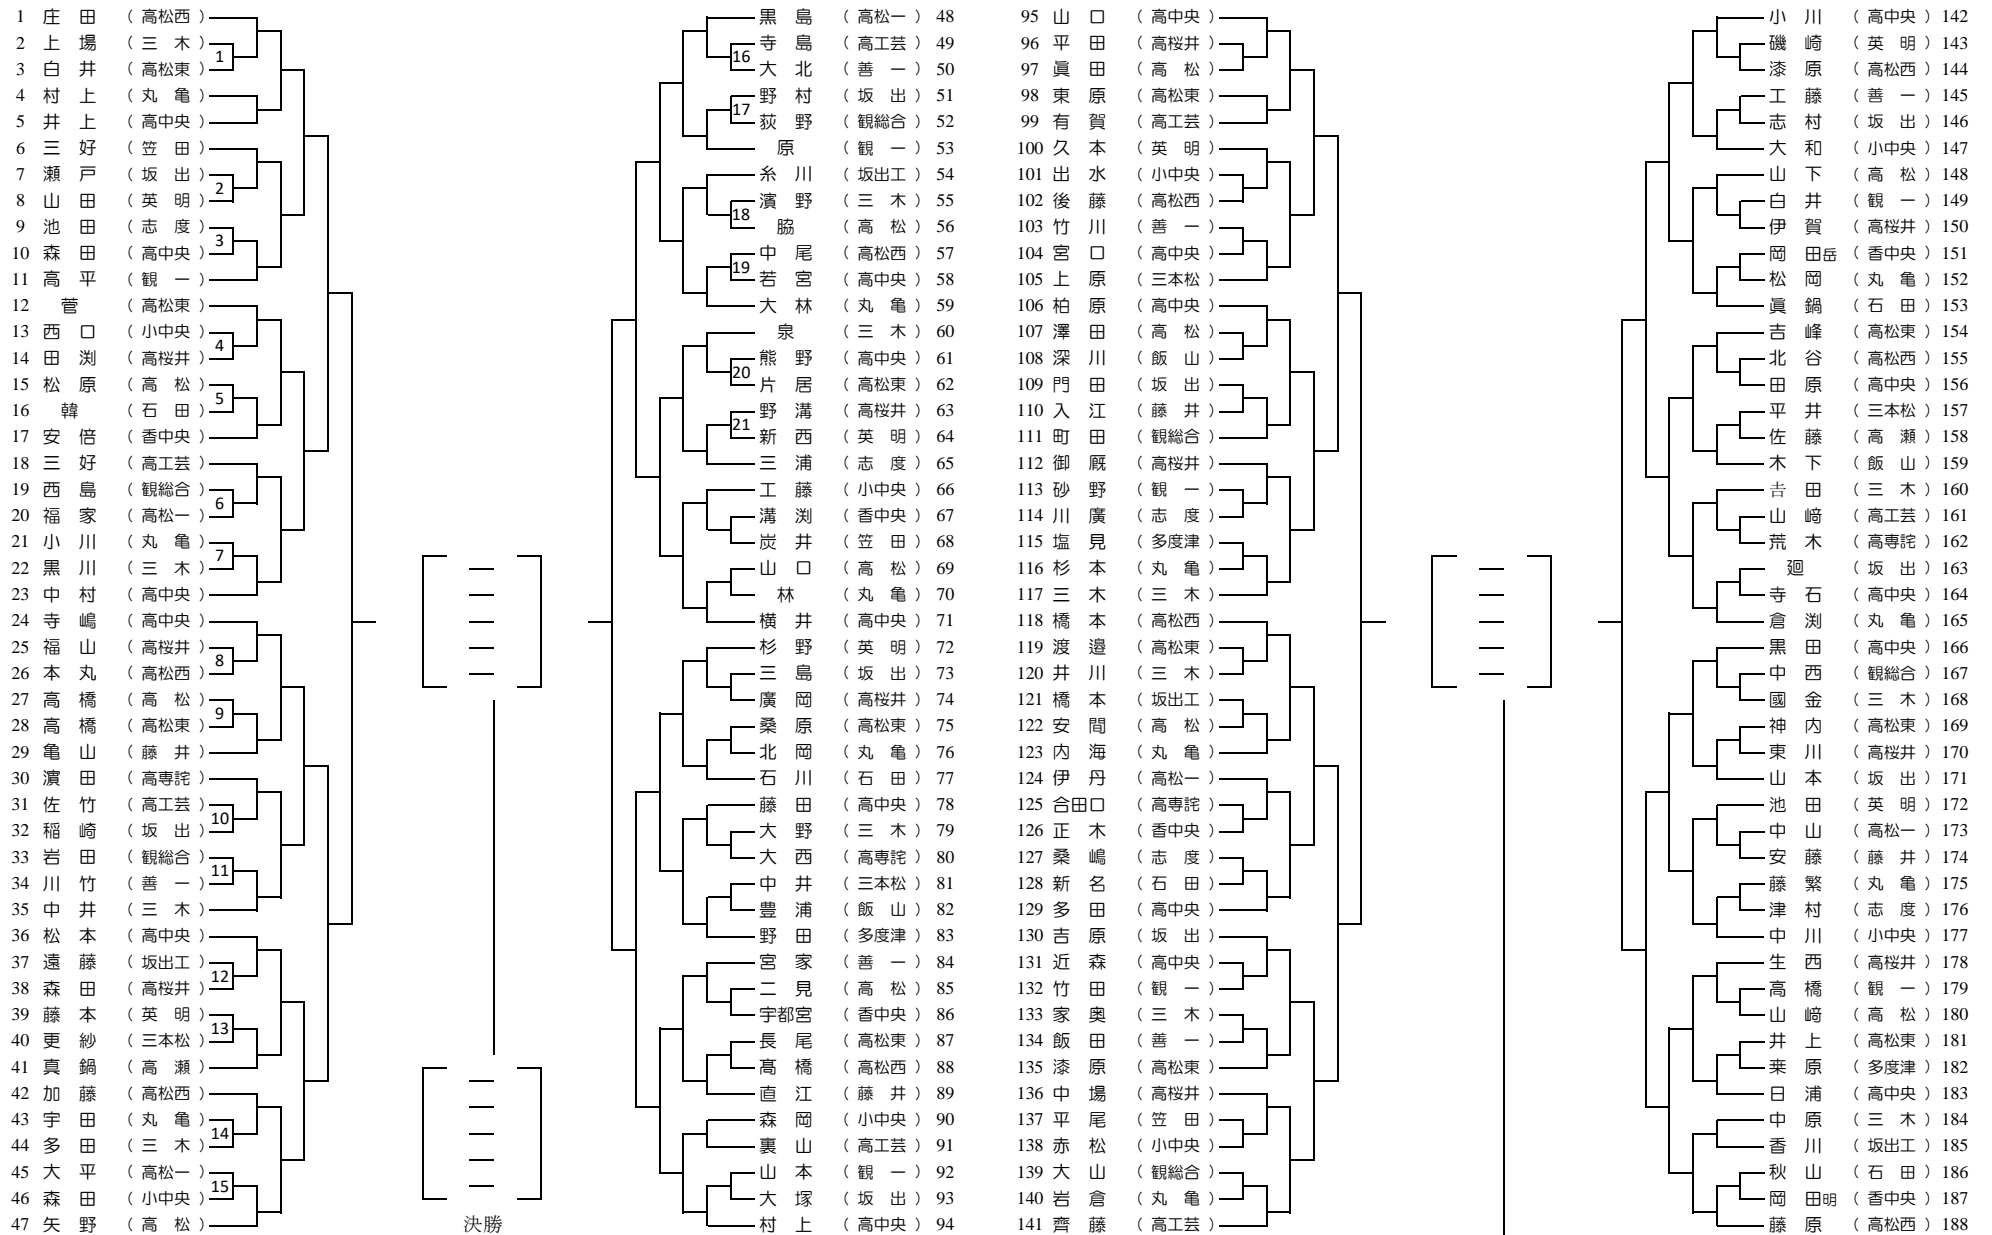 1 庄 田 （ 高松西 ）
2 上 場 （ 三 木 ）
1
3 白 井 （ 高松東 ）
4 村 上 （ 丸 亀 ）
5 井 上 （ 高中央 ）
6 三 好 （ 笠 田 ）
7 瀬 戸 （ 坂 出 ）
2
8 山 田 （ 英 明 ）
9 池 田 （ 志 度 ）
3
10 森 田 （ 高中央 ）
11 高 平 （ 観 一 ）
12 菅 （ 高松東 ）
13 西 口 （ 小中央 ）
4
14 田 渕 （ 高桜井 ）
15 松 原 （ 高 松 ）
5
16 韓 （ 石 田 ）
17 安 倍 （ 香中央 ）
18 三 好 （ 高工芸 ）
19 西 島 （ 観総合 ）
6
20 福 家 （ 高松一 ）
21 小 川 （ 丸 亀 ）
7
22 黒 川 （ 三 木 ）
23 中 村 （ 高中央 ）
24 寺 嶋 （ 高中央 ）
25 福 山 （ 高桜井 ）
8
26 本 丸 （ 高松西 ）
27 高 橋 （ 高 松 ）
9
28 高 橋 （ 高松東 ）
29 亀 山 （ 藤 井 ）
30 濵 田 （ 高専詫 ）
31 佐 竹 （ 高工芸 ）
10
32 稲 崎 （ 坂 出 ）
33 岩 田 （ 観総合 ）
11
34 川 竹 （ 善 一 ）
35 中 井 （ 三 木 ）
36 松 本 （ 高中央 ）
37 遠 藤 （ 坂出工 ）
12
38 森 田 （ 高桜井 ）
39 藤 本 （ 英 明 ）
13
40 更 紗 （ 三本松 ）
41 真 鍋 （ 高 瀬 ）
42 加 藤 （ 高松西 ）
43 宇 田 （ 丸 亀 ）
14
44 多 田 （ 三 木 ）
45 大 平 （ 高松一 ）
15
46 森 田 （ 小中央 ）
47 矢 野 （ 高 松 ）
決勝
黒 島 （ 高松一 ） 48
寺 島 （ 高工芸 ） 49
16
大 北 （ 善 一 ） 50
野 村 （ 坂 出 ） 51
17
荻 野 （ 観総合 ） 52
原 （ 観 一 ） 53
糸 川 （ 坂出工 ） 54
濱 野 （ 三 木 ） 55
18
脇 （ 高 松 ） 56
中 尾 （ 高松西 ） 57
19
若 宮 （ 高中央 ） 58
大 林 （ 丸 亀 ） 59
泉 （ 三 木 ） 60
熊 野 （ 高中央 ） 61
20
片 居 （ 高松東 ） 62
野 溝 （ 高桜井 ） 63
21
新 西 （ 英 明 ） 64
三 浦 （ 志 度 ） 65
工 藤 （ 小中央 ） 66
溝 渕 （ 香中央 ） 67
炭 井 （ 笠 田 ） 68
山 口 （ 高 松 ） 69
林 （ 丸 亀 ） 70
横 井 （ 高中央 ） 71
杉 野 （ 英 明 ） 72
三 島 （ 坂 出 ） 73
廣 岡 （ 高桜井 ） 74
桑 原 （ 高松東 ） 75
北 岡 （ 丸 亀 ） 76
石 川 （ 石 田 ） 77
藤 田 （ 高中央 ） 78
大 野 （ 三 木 ） 79
大 西 （ 高専詫 ） 80
中 井 （ 三本松 ） 81
豊 浦 （ 飯 山 ） 82
野 田 （ 多度津 ） 83
宮 家 （ 善 一 ） 84
二 見 （ 高 松 ） 85
宇都宮 （ 香中央 ） 86
長 尾 （ 高松東 ） 87
髙 橋 （ 高松西 ） 88
直 江 （ 藤 井 ） 89
森 岡 （ 小中央 ） 90
裏 山 （ 高工芸 ） 91
山 本 （ 観 一 ） 92
大 塚 （ 坂 出 ） 93
村 上 （ 高中央 ） 94
95 山 口 （ 高中央 ）
96 平 田 （ 高桜井 ）
97 眞 田 （ 高 松 ）
98 東 原 （ 高松東 ）
99 有 賀 （ 高工芸 ）
100 久 本 （ 英 明 ）
101 出 水 （ 小中央 ）
102 後 藤 （ 高松西 ）
103 竹 川 （ 善 一 ）
104 宮 口 （ 高中央 ）
105 上 原 （ 三本松 ）
106 柏 原 （ 高中央 ）
107 澤 田 （ 高 松 ）
108 深 川 （ 飯 山 ）
109 門 田 （ 坂 出 ）
110 入 江 （ 藤 井 ）
111 町 田 （ 観総合 ）
112 御 厩 （ 高桜井 ）
113 砂 野 （ 観 一 ）
114 川 廣 （ 志 度 ）
115 塩 見 （ 多度津 ）
116 杉 本 （ 丸 亀 ）
117 三 木 （ 三 木 ）
118 橋 本 （ 高松西 ）
119 渡 邉 （ 高松東 ）
120 井 川 （ 三 木 ）
121 橋 本 （ 坂出工 ）
122 安 間 （ 高 松 ）
123 内 海 （ 丸 亀 ）
124 伊 丹 （ 高松一 ）
125 合田口 （ 高専詫 ）
126 正 木 （ 香中央 ）
127 桑 嶋 （ 志 度 ）
128 新 名 （ 石 田 ）
129 多 田 （ 高中央 ）
130 吉 原 （ 坂 出 ）
131 近 森 （ 高中央 ）
132 竹 田 （ 観 一 ）
133 家 奥 （ 三 木 ）
134 飯 田 （ 善 一 ）
135 漆 原 （ 高松東 ）
136 中 場 （ 高桜井 ）
137 平 尾 （ 笠 田 ）
138 赤 松 （ 小中央 ）
139 大 山 （ 観総合 ）
140 岩 倉 （ 丸 亀 ）
141 齊 藤 （ 高工芸 ）
小 川 （ 高中央 ） 142
磯 崎 （ 英 明 ） 143
漆 原 （ 高松西 ） 144
工 藤 （ 善 一 ） 145
志 村 （ 坂 出 ） 146
大 和 （ 小中央 ） 147
山 下 （ 高 松 ） 148
白 井 （ 観 一 ） 149
伊 賀 （ 高桜井 ） 150
岡 田岳 （ 香中央 ） 151
松 岡 （ 丸 亀 ） 152
眞 鍋 （ 石 田 ） 153
吉 峰 （ 高松東 ） 154
北 谷 （ 高松西 ） 155
田 原 （ 高中央 ） 156
平 井 （ 三本松 ） 157
佐 藤 （ 高 瀬 ） 158
木 下 （ 飯 山 ） 159
𠮷 田 （ 三 木 ） 160
山 﨑 （ 高工芸 ） 161
荒 木 （ 高専詫 ） 162
廻 （ 坂 出 ） 163
寺 石 （ 高中央 ） 164
倉 渕 （ 丸 亀 ） 165
黒 田 （ 高中央 ） 166
中 西 （ 観総合 ） 167
國 金 （ 三 木 ） 168
神 内 （ 高松東 ） 169
東 川 （ 高桜井 ） 170
山 本 （ 坂 出 ） 171
池 田 （ 英 明 ） 172
中 山 （ 高松一 ） 173
安 藤 （ 藤 井 ） 174
藤 繁 （ 丸 亀 ） 175
津 村 （ 志 度 ） 176
中 川 （ 小中央 ） 177
生 西 （ 高桜井 ） 178
高 橋 （ 観 一 ） 179
山 﨑 （ 高 松 ） 180
井 上 （ 高松東 ） 181
桒 原 （ 多度津 ） 182
日 浦 （ 高中央 ） 183
中 原 （ 三 木 ） 184
香 川 （ 坂出工 ） 185
秋 山 （ 石 田 ） 186
岡 田明 （ 香中央 ） 187
藤 原 （ 高松西 ） 188